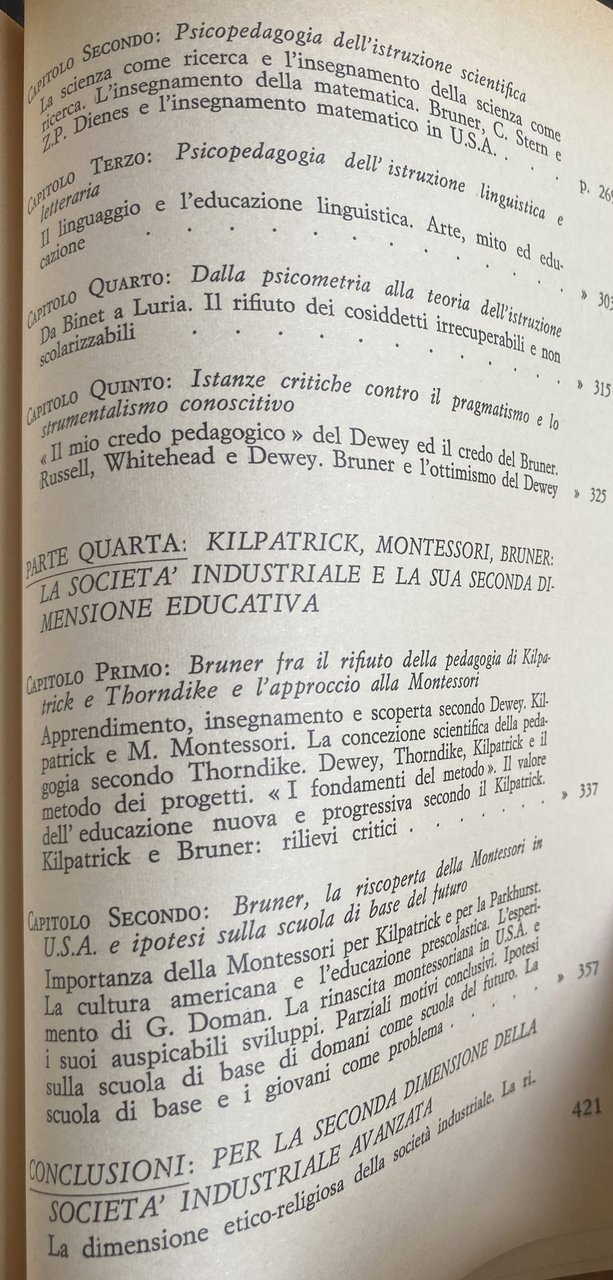 CAPITOLO SECONDO: Psicopedagogia dell'istruzione scientifica
La scienza come ricerca e l'insegnamento della scienza come
ricerca. L'insegnamento della matematica. Bruner, C. Stern e
Z.P. Dienes e l'insegnamento matematico in U.S.A. . . . p. 269
CAPITOLO TERZO: Psicopedagogia dell'istruzione linguistica e
letteraria
Il linguaggio e l'educazione linguistica. Arte, mito ed edu-
cazione . . . . . . . . . . » 303
CAPITOLO QUARTO: Dalla psicometria alla teoria dell'istruzione
Da Binet a Luria. Il rifiuto dei cosiddetti irrecuperabili e non
scolarizzabili . . . . . . . . . » 315
CAPITOLO QUINTO: Istanze critiche contro il pragmatismo e lo
strumentalismo conoscitivo
« Il mio credo pedagogico » del Dewey ed il credo del Bruner.
Russell, Whitehead e Dewey. Bruner e l'ottimismo del Dewey » 325
PARTE QUARTA: KILPATRICK, MONTESSORI, BRUNER:
LA SOCIETA' INDUSTRIALE E LA SUA SECONDA DI-
MENSIONE EDUCATIVA
CAPITOLO PRIMO: Bruner fra il rifiuto della pedagogia di Kilpa-
trick e Thorndike e l'approccio alla Montessori
Apprendimento, insegnamento e scoperta secondo Dewey. Kil-
patrick e M. Montessori. La concezione scientifica della peda-
gogia secondo Thorndike. Dewey, Thorndike, Kilpatrick e il
metodo dei progetti. « I fondamenti del metodo ». Il valore
dell'educazione nuova e progressiva secondo il Kilpatrick.
Kilpatrick e Bruner: rilievi critici . . . . . . » 337
CAPITOLO SECONDO: Bruner, la riscoperta della Montessori in
U.S.A. e ipotesi sulla scuola di base del futuro
Importanza della Montessori per Kilpatrick e per la Parkhurst.
La cultura americana e l'educazione prescolastica. L'esperi-
mento di G. Doman. La rinascita montessoriana in U.S.A. e
i suoi auspicabili sviluppi. Parziali motivi conclusivi. Ipotesi
sulla scuola di base di domani come scuola del futuro. La
scuola di base e i giovani come problema . . . . . » 357
CONCLUSIONI: PER LA SECONDA DIMENSIONE DELLA
SOCIETA' INDUSTRIALE AVANZATA 421
La dimensione etico-religiosa della società industriale. La ri-